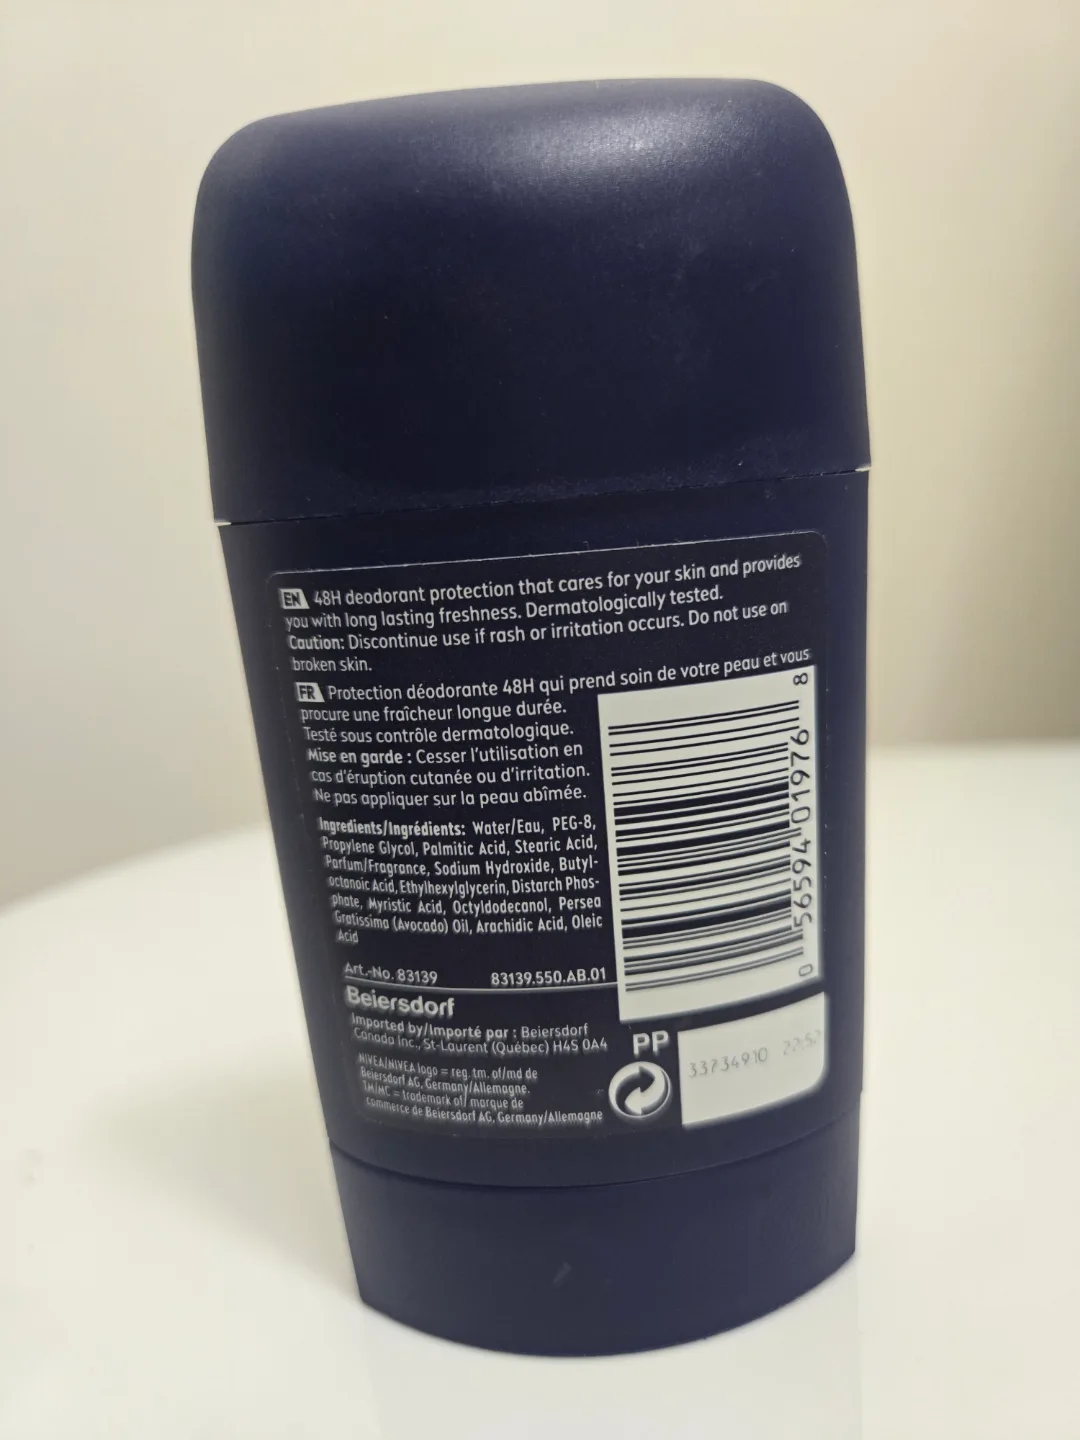 EN 48H deodorant protection that cares for your skin and provides
you with long lasting freshness. Dermatologically tested.
Caution: Discontinue use if rash or irritation occurs. Do not use on
broken skin.
FR Protection déodorante 48H qui prend soin de votre peau et vous
procure une fraîcheur longue durée.
Testé sous contrôle dermatologique.
Mise en garde : Cesser l'utilisation en
cas d'éruption cutanée ou d'irritation.
Ne pas appliquer sur la peau abîmée.
Ingredients/Ingrédients: Water/Eau, PEG-8,
Propylene Glycol, Palmitic Acid, Stearic Acid,
Parfum/Fragrance, Sodium Hydroxide, Butyl-
octanoic Acid, Ethylhexylglycerin, Distarch Phos-
phate, Myristic Acid, Octyldodecanol, Persea
Gratissima (Avocado) Oil, Arachidic Acid, Oleic
Acid
0 56594 01976 8
Art.-No. 83139 83139.550.AB.01
Beiersdorf
Imported by/Importé par : Beiersdorf
Canada Inc., St-Laurent (Québec) H4S 0A4
NIVEA/NIVEA logo = reg. tm. of/md de
Beiersdorf AG, Germany/Allemagne.
TM/MC = trademark of/ marque de
commerce de Beiersdorf AG, Germany/Allemagne
PP
33734910 22:52